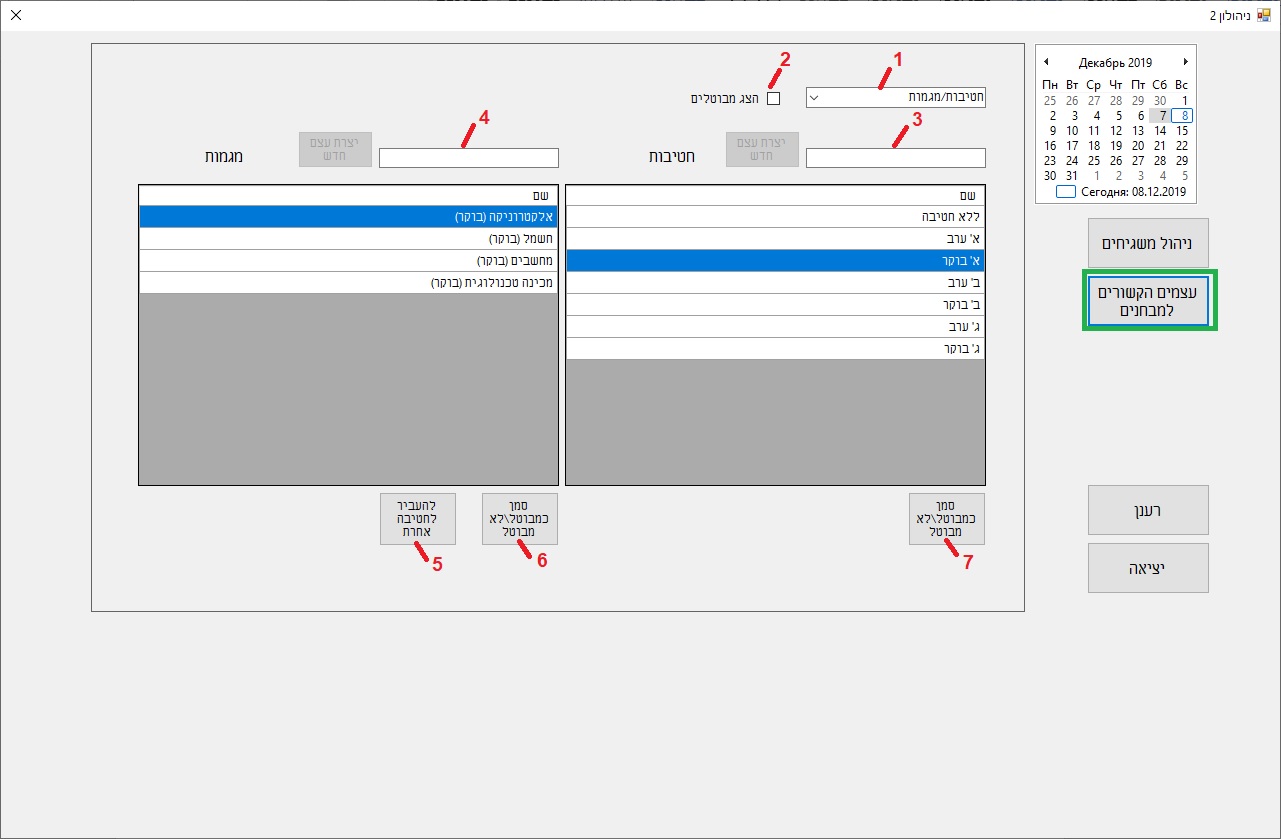 ניהולון 2
Декабрь 2019
Пн Вт Ср Чт Пт Сб Вс
25 26 27 28 29 30 1
2 3 4 5 6 7 8
9 10 11 12 13 14 15
16 17 18 19 20 21 22
23 24 25 26 27 28 29
30 31 1 2 3 4 5
Сегодня: 08.12.2019
ניהול משגיחים
עצמים הקשורים
למבחנים
רענן
יציאה
1
חטיבות/מגמות
2
הצג מבוטלים
3
יצרת עצם
חדש
חטיבות
שם
ללא חטיבה
א' ערב
א' בוקר
ב' ערב
ב' בוקר
ג' ערב
ג' בוקר
סמן
כמבוטל\לא
מבוטל
7
4
יצרת עצם
חדש
מגמות
שם
אלקטרוניקה (בוקר)
חשמל (בוקר)
מחשבים (בוקר)
מכינה טכנולוגית (בוקר)
סמן
כמבוטל\לא
מבוטל
6
להעביר
לחטיבה
אחרת
5